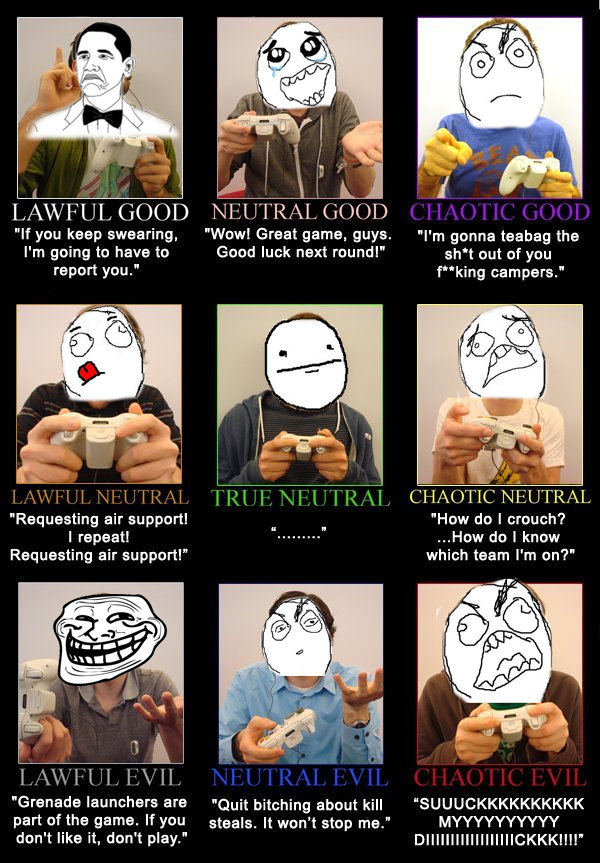 LAWFUL GOOD
"If you keep swearing,
I'm going to have to
report you."
NEUTRAL GOOD
"Wow! Great game, guys.
Good luck next round!"
CHAOTIC GOOD
"I'm gonna teabag the
sh*t out of you
f**king campers."
LAWFUL NEUTRAL
"Requesting air support!
I repeat!
Requesting air support!”
TRUE NEUTRAL
“.........”
CHAOTIC NEUTRAL
"How do I crouch?
...How do I know
which team I'm on?"
LAWFUL EVIL
"Grenade launchers are
part of the game. If you
don't like it, don't play."
NEUTRAL EVIL
"Quit bitching about kill
steals. It won’t stop me.”
CHAOTIC EVIL
“SUUUCKKKKKKKKKK
MYYYYYYYYYY
DIIIIIIIIIIIIIIIIIICKKK!!!!”